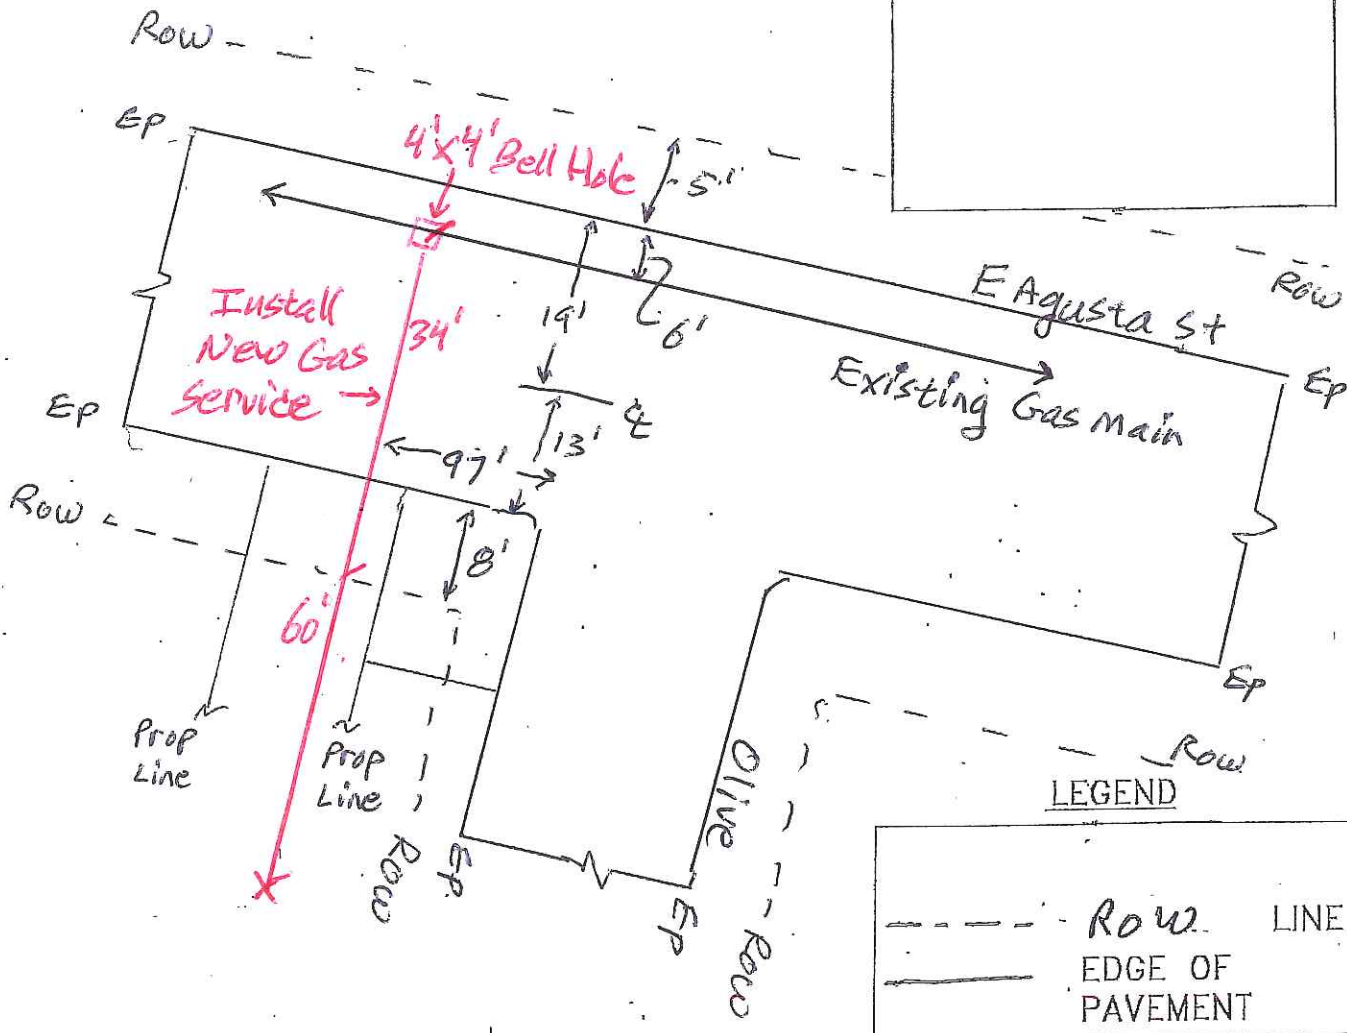 Row
Ep
4'x4' Bell Hole
5'
E Agusta St
Row
Install
New Gas
Service
34'
19'
6'
Existing Gas Main
Ep
Ep
97'
13'
℄
Row
8'
60'
Prop
Line
Prop
Line
Row
Ep
Olive
Ep
Row
Ep
Row
LEGEND
Row LINE
EDGE OF
PAVEMENT